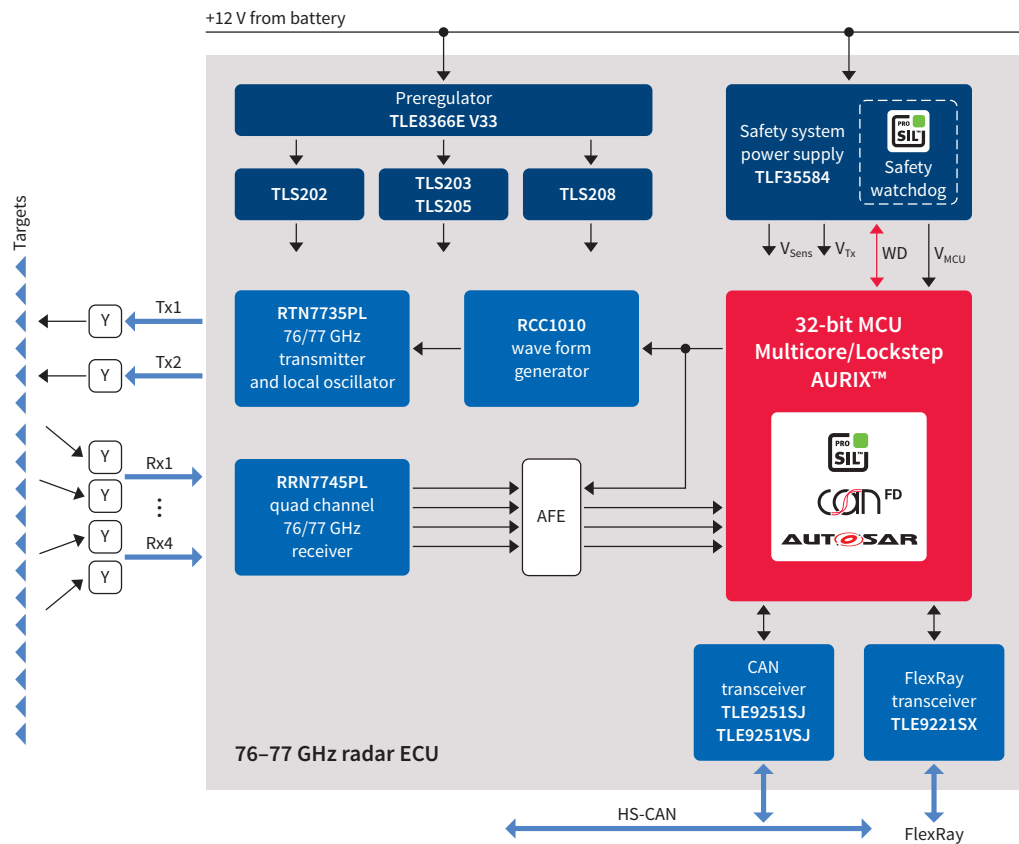 +12 V from battery
Preregulator
TLE8366E V33
TLS202
TLS203
TLS205
TLS208
Safety system
power supply
TLF35584
PRO
SIL™
Safety
watchdog
VSens
VTx
WD
VMCU
Targets
Y
Tx1
Y
Tx2
Y
Rx1
Y
⋮
Y
Rx4
Y
RTN7735PL
76/77 GHz
transmitter
and local oscillator
RCC1010
wave form
generator
32-bit MCU
Multicore/Lockstep
AURIX™
PRO
SIL™
CAN FD
AUTOSAR
RRN7745PL
quad channel
76/77 GHz
receiver
AFE
CAN
transceiver
TLE9251SJ
TLE9251VSJ
FlexRay
transceiver
TLE9221SX
76–77 GHz radar ECU
HS-CAN
FlexRay